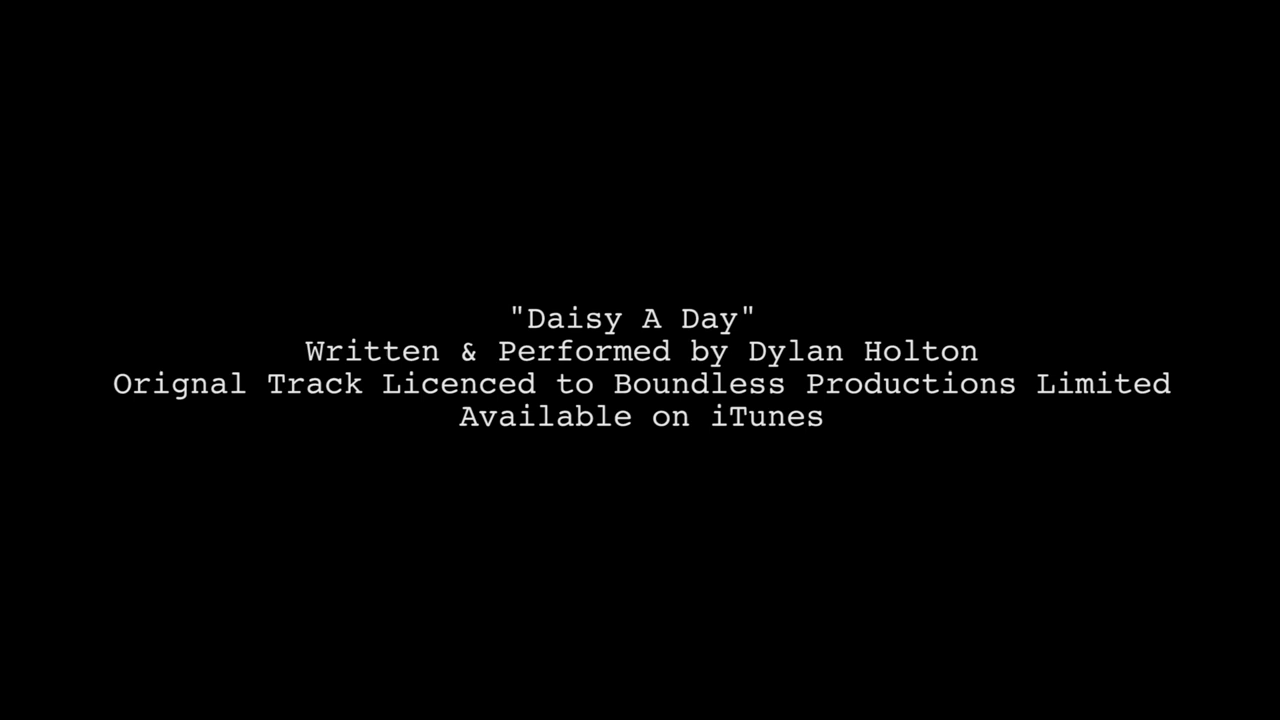 "Daisy A Day"
Written & Performed by Dylan Holton
Orignal Track Licenced to Boundless Productions Limited
Available on iTunes